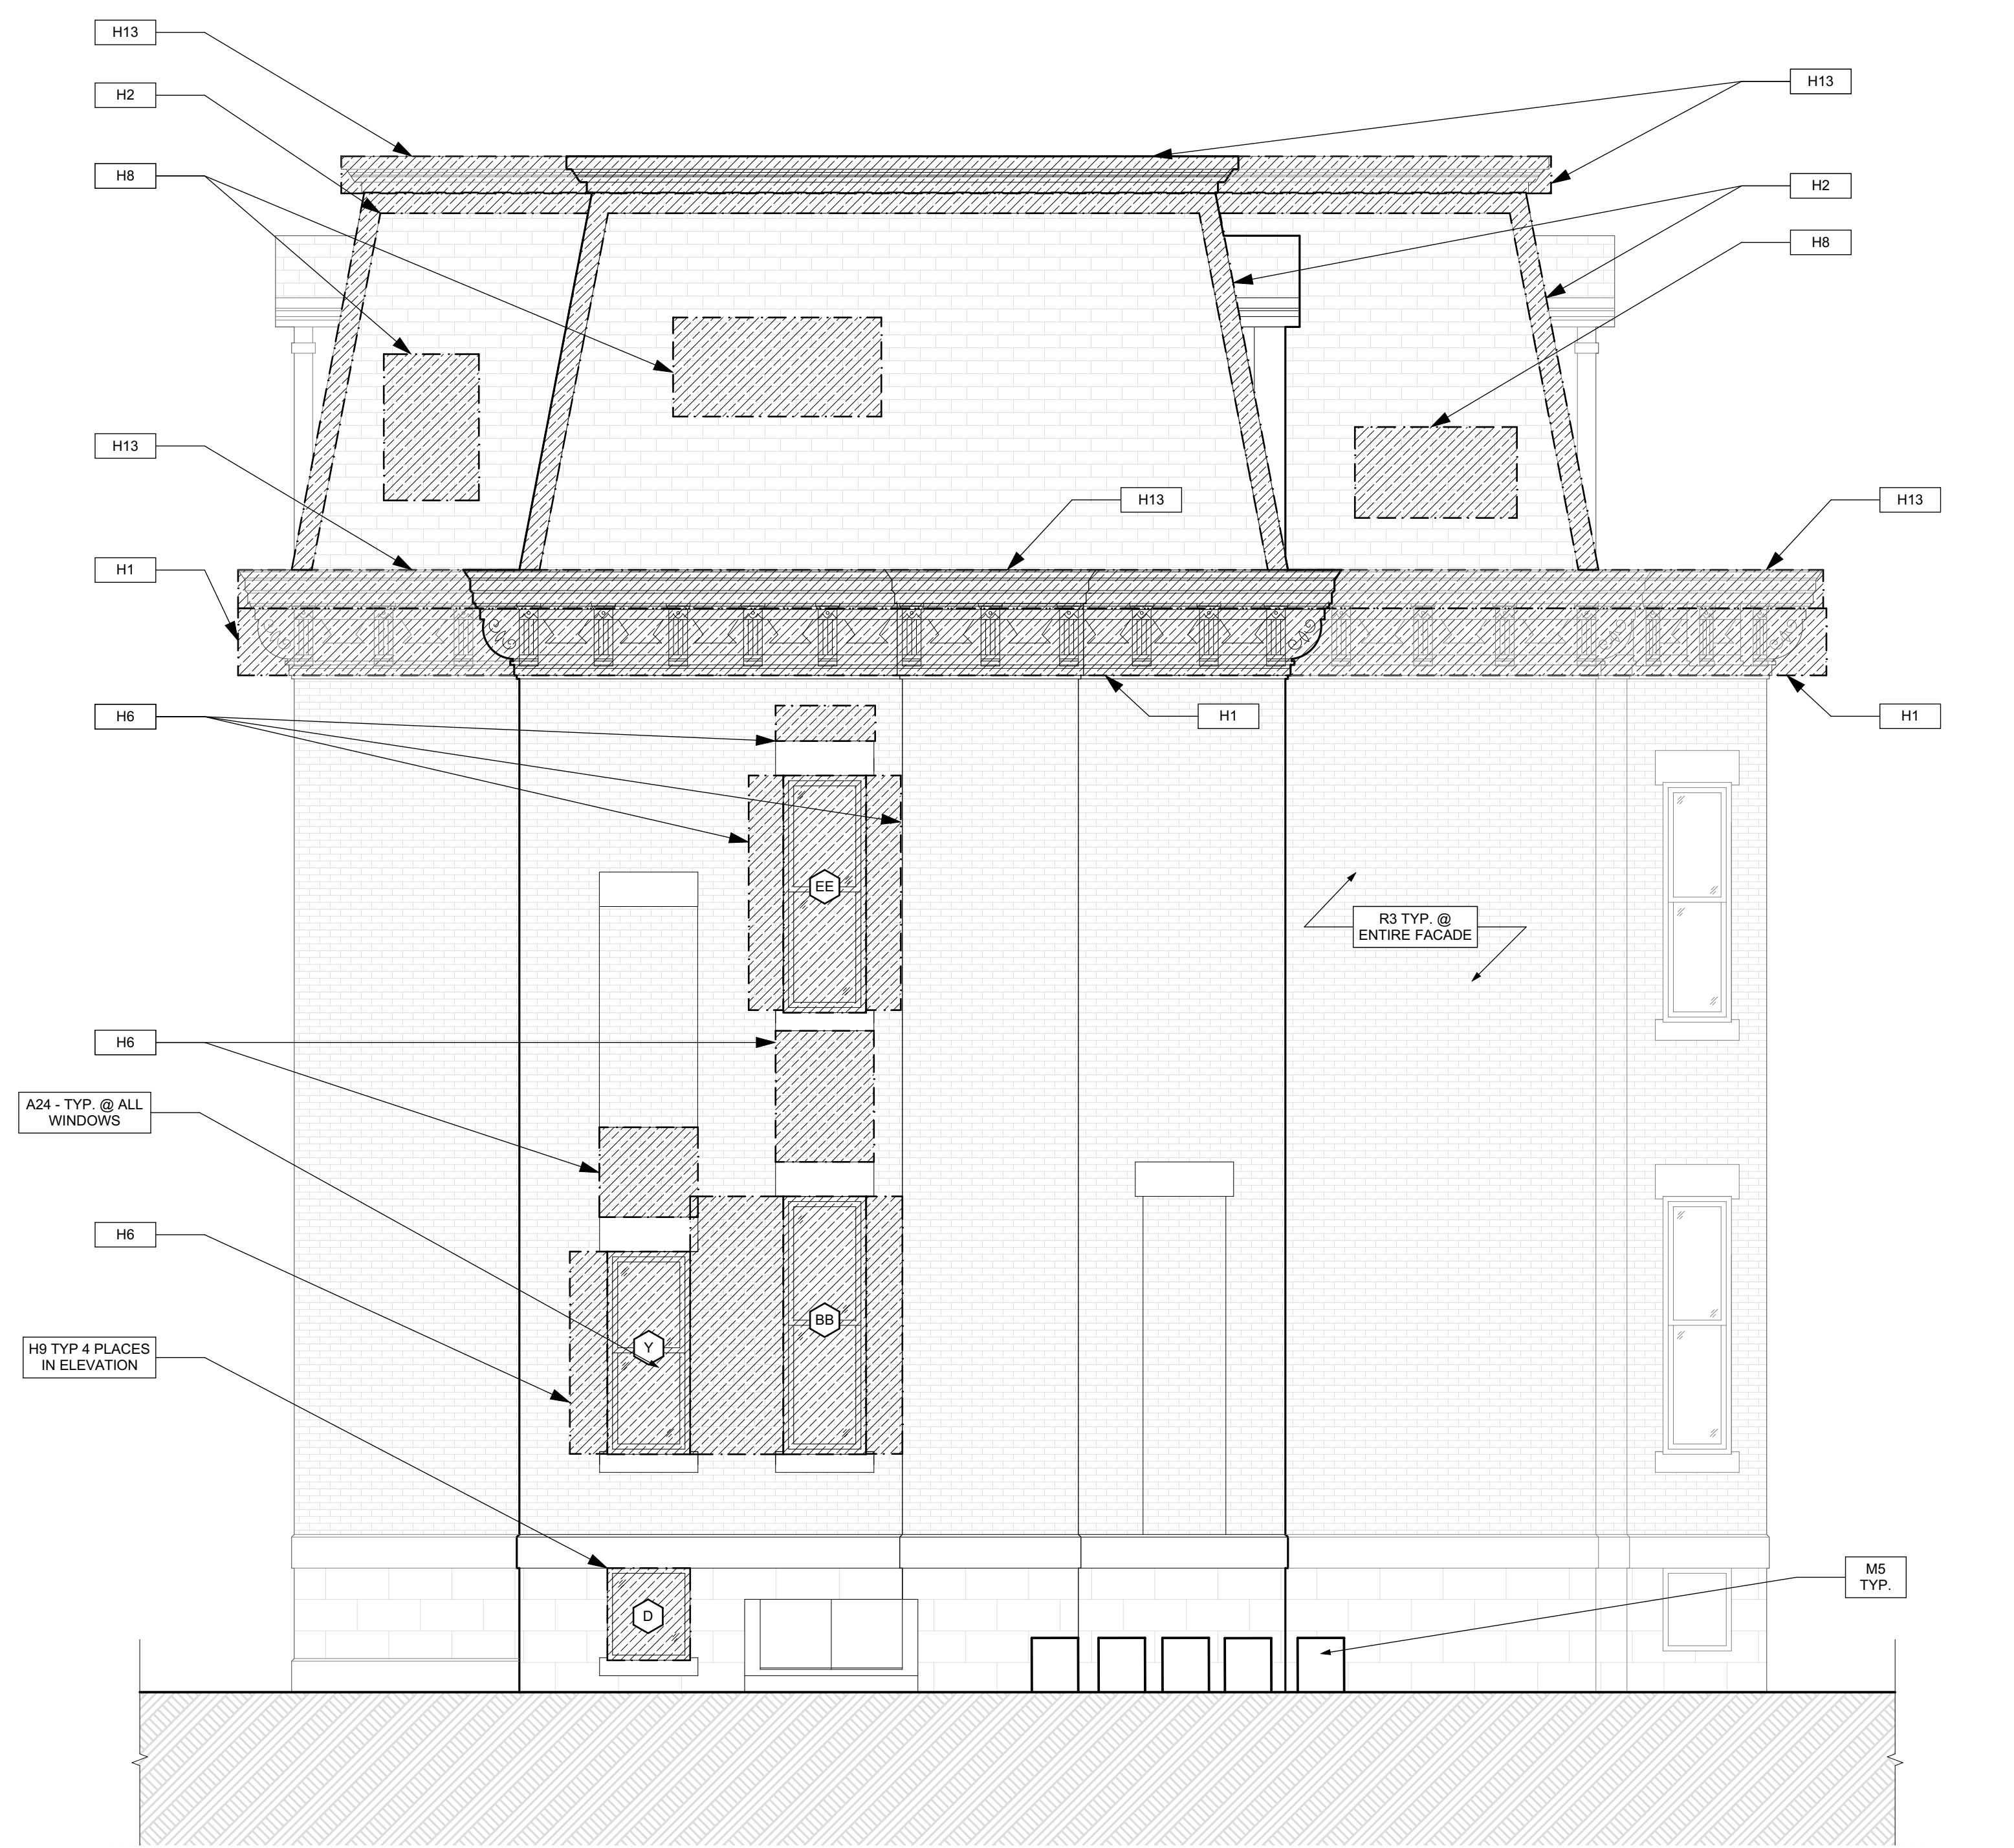 H13
H13
H2
H8
H2
H8
H13
H13
H13
H1
H6
H1
H1
EE
R3 TYP. @
ENTIRE FACADE
H6
A24 - TYP. @ ALL
WINDOWS
H6
BB
Y
H9 TYP 4 PLACES
IN ELEVATION
M5
TYP.
D